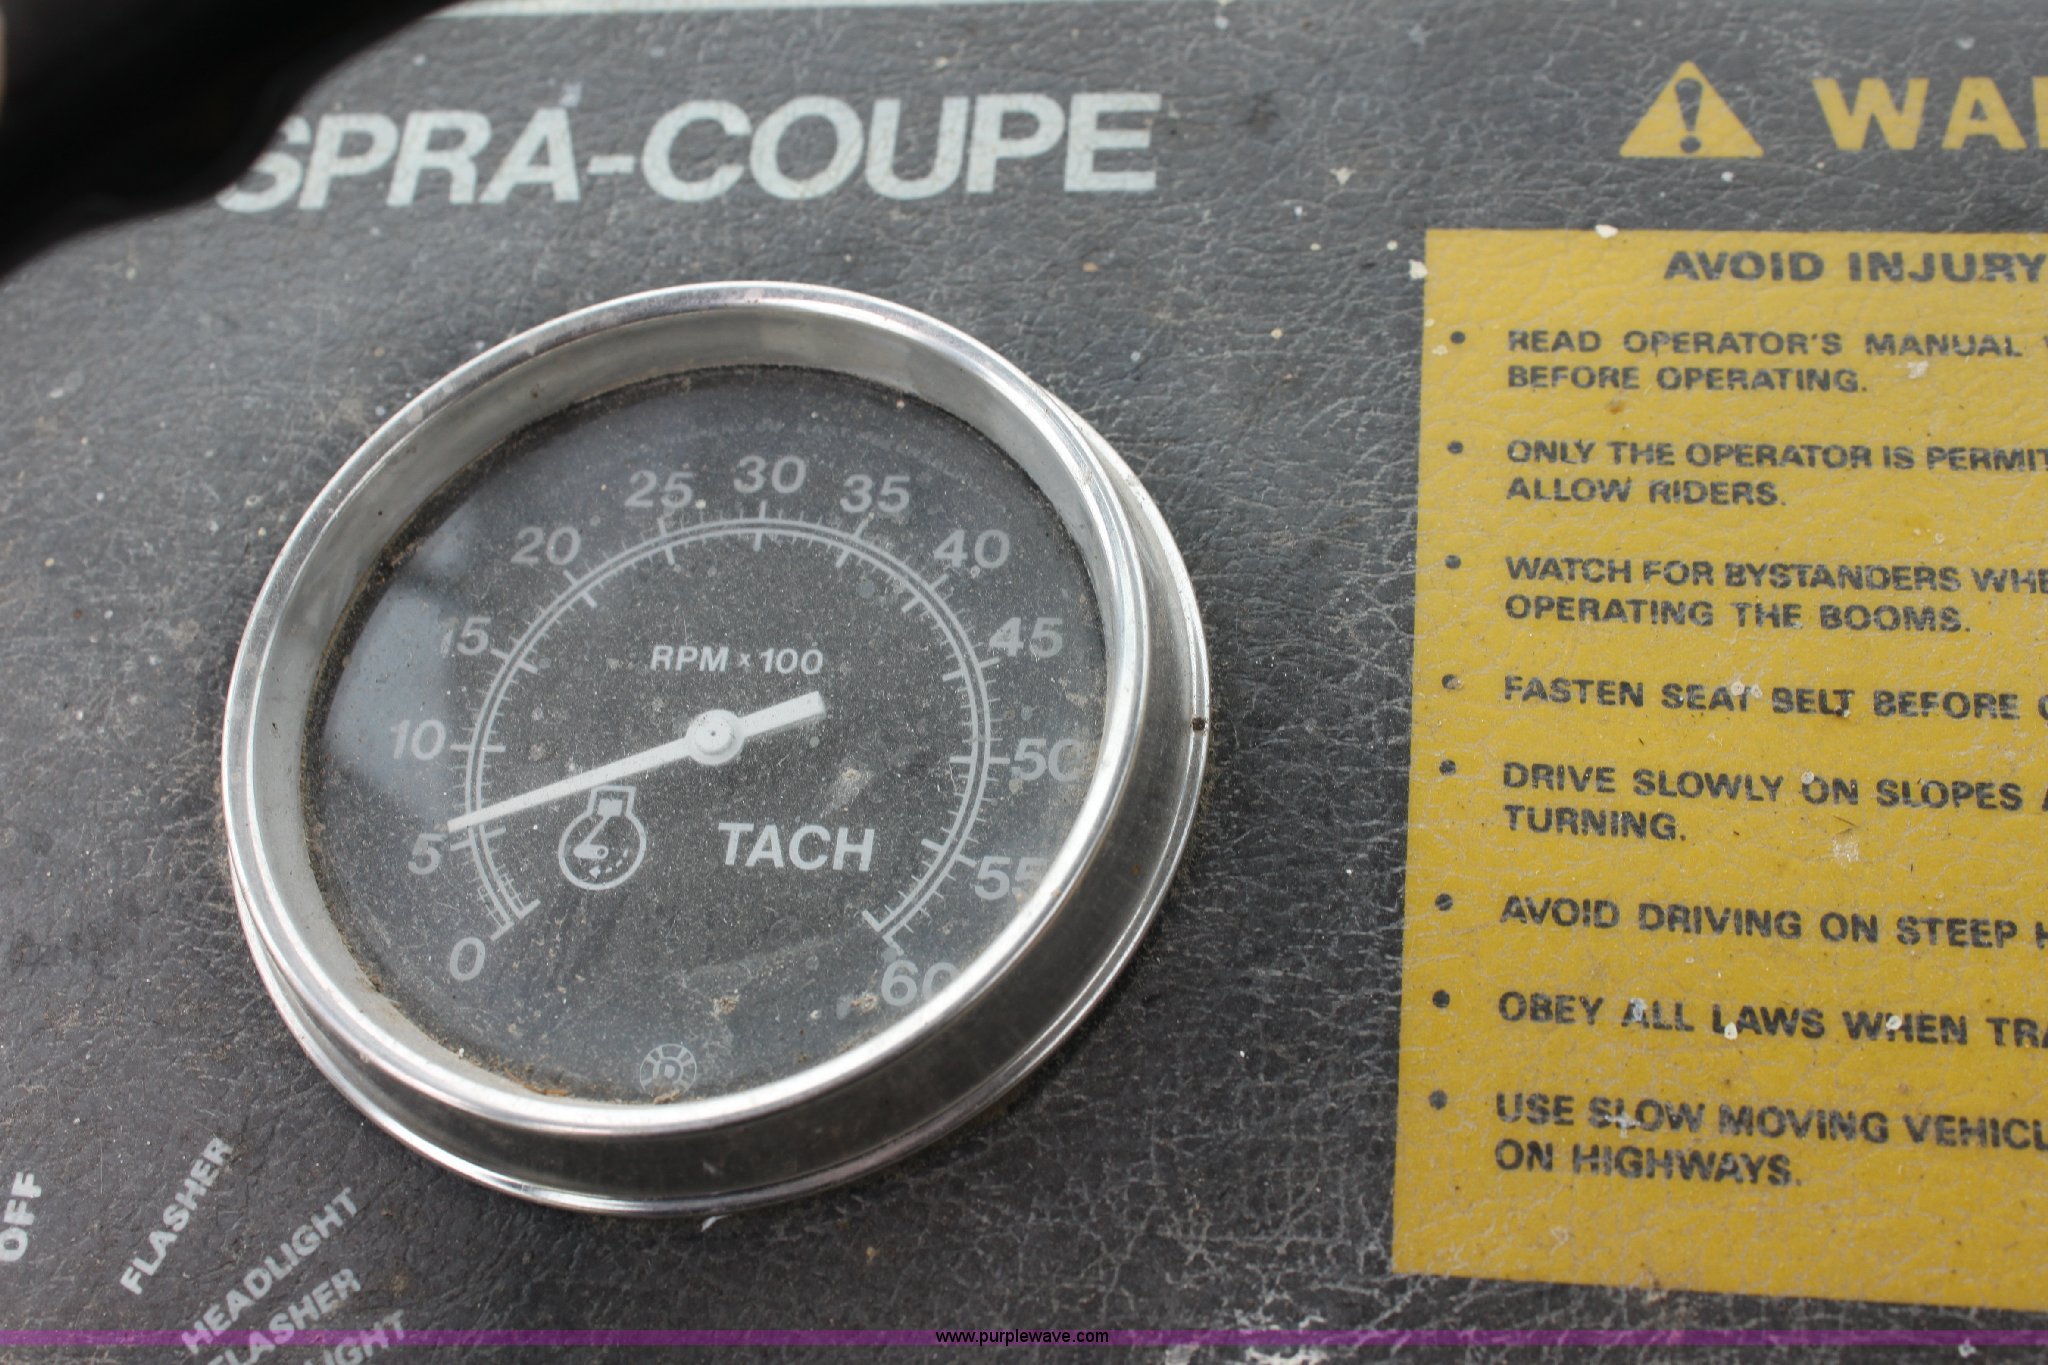 SPRA-COUPE
WA
AVOID INJURY
• READ OPERATOR'S MANUAL
BEFORE OPERATING.
• ONLY THE OPERATOR IS PERMIT
ALLOW RIDERS.
• WATCH FOR BYSTANDERS WHE
OPERATING THE BOOMS.
• FASTEN SEAT BELT BEFORE
• DRIVE SLOWLY ON SLOPES
TURNING.
• AVOID DRIVING ON STEEP
• OBEY ALL LAWS WHEN TRA
• USE SLOW MOVING VEHICL
ON HIGHWAYS.
0
5
10
15
20
25
30
35
40
45
50
55
60
RPM x 100
TACH
OFF
FLASHER
HEADLIGHT
FLASHER
LIGHT
www.purplewave.com